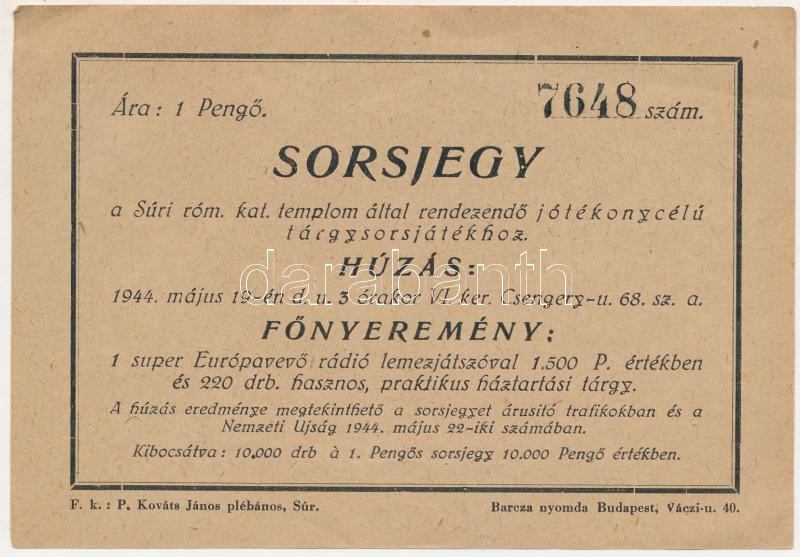 Ára: 1 Pengő.
7648 szám.
SORSJEGY
a Súri róm. kat. templom által rendezendő jótékonycélú
tárgysorsjátékhoz.
HÚZÁS:
1944. május 19-én d. u. 3 órakor VI. ker. Csengery-u. 68. sz. a.
FŐNYEREMÉNY:
1 super Európavevő rádió lemezjátszóval 1.500 P. értékben
és 220 drb. hasznos, praktikus háztartási tárgy.
A húzás eredménye megtekinthető a sorsjegyet árusitó trafikokban és a
Nemzeti Ujság 1944. május 22-iki számában.
Kibocsátva: 10.000 drb à 1. Pengős sorsjegy 10.000 Pengő értékben.
F. k.: P. Kováts János plébános, Súr.
Barcza nyomda Budapest, Váczi-u. 40.
darabanth